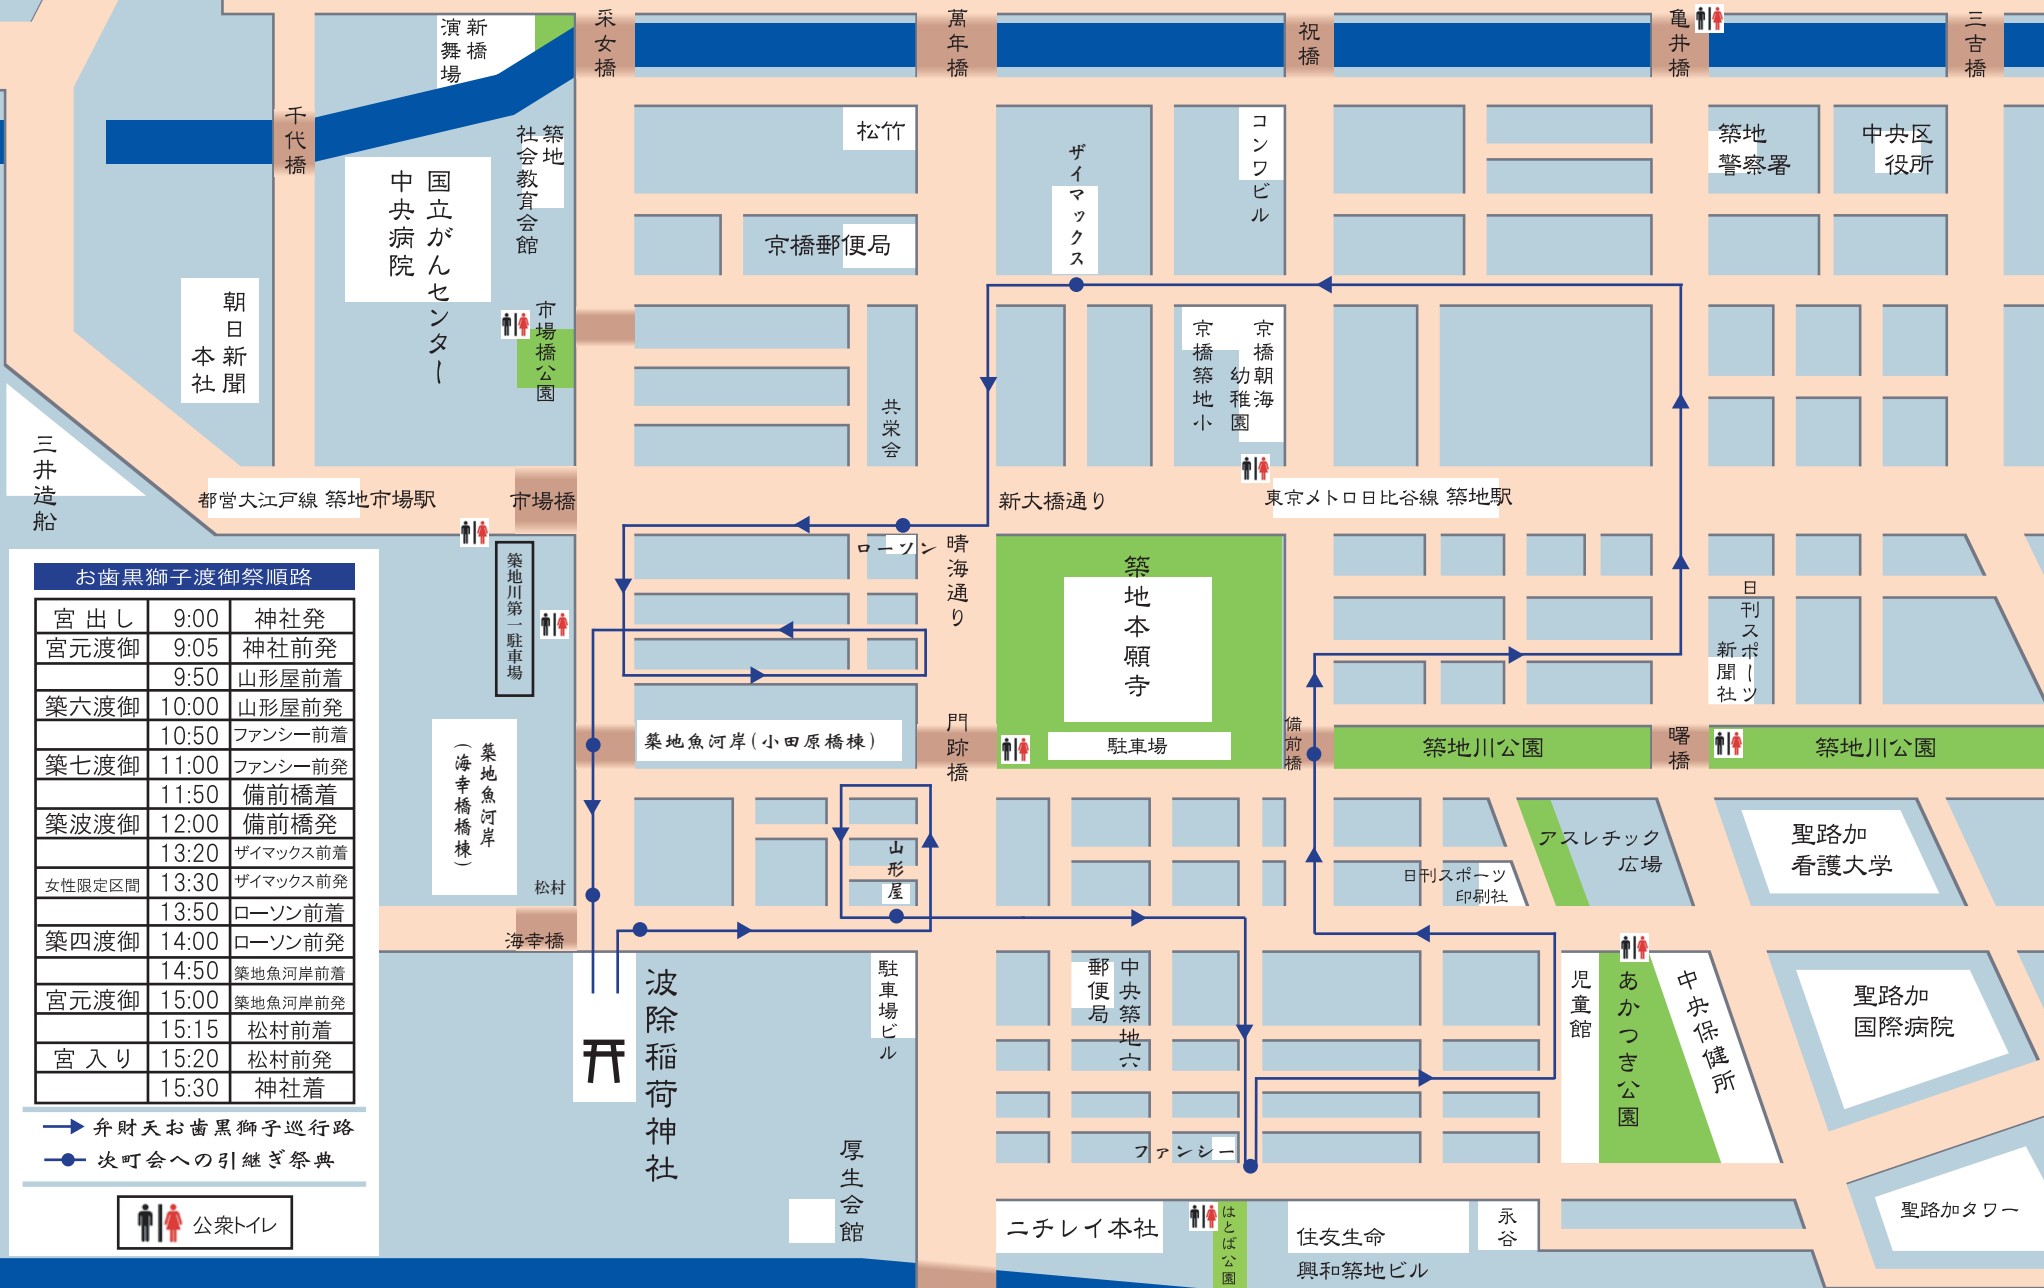 新橋
演舞場
采女橋
萬年橋
祝橋
亀井橋
三吉橋
千代橋
築地
社会教育会館
松竹
ザイマックス
コンワビル
築地
警察署
中央区
役所
国立がんセンター
中央病院
京橋郵便局
朝日新聞
本社
市場橋公園
京橋築地小
京橋朝海
幼稚園
共栄会
三井造船
都営大江戸線 築地市場駅
市場橋
新大橋通り
東京メトロ日比谷線 築地駅
築地川第一駐車場
ローソン
晴海通り
築地本願寺
駐車場
日刊スポーツ
新聞社
築地魚河岸(小田原橋棟)
門跡橋
備前橋
築地川公園
曙橋
築地川公園
築地魚河岸
(海幸橋橋棟)
松村
海幸橋
山形屋
日刊スポーツ
印刷社
アスレチック
広場
聖路加
看護大学
波除稲荷神社
駐車場ビル
中央築地六
郵便局
児童館
あかつき公園
中央保健所
聖路加
国際病院
厚生会館
ファンシー
ニチレイ本社
はとば公園
住友生命
興和築地ビル
永谷
聖路加タワー
お歯黒獅子渡御祭順路
宮出し 9:00 神社発
宮元渡御 9:05 神社前発
9:50 山形屋前着
築六渡御 10:00 山形屋前発
10:50 ファンシー前着
築七渡御 11:00 ファンシー前発
11:50 備前橋着
築波渡御 12:00 備前橋発
13:20 ザイマックス前着
女性限定区間 13:30 ザイマックス前発
13:50 ローソン前着
築四渡御 14:00 ローソン前発
14:50 築地魚河岸前着
宮元渡御 15:00 築地魚河岸前発
15:15 松村前着
宮入り 15:20 松村前発
15:30 神社着
弁財天お歯黒獅子巡行路
次町会への引継ぎ祭典
公衆トイレ